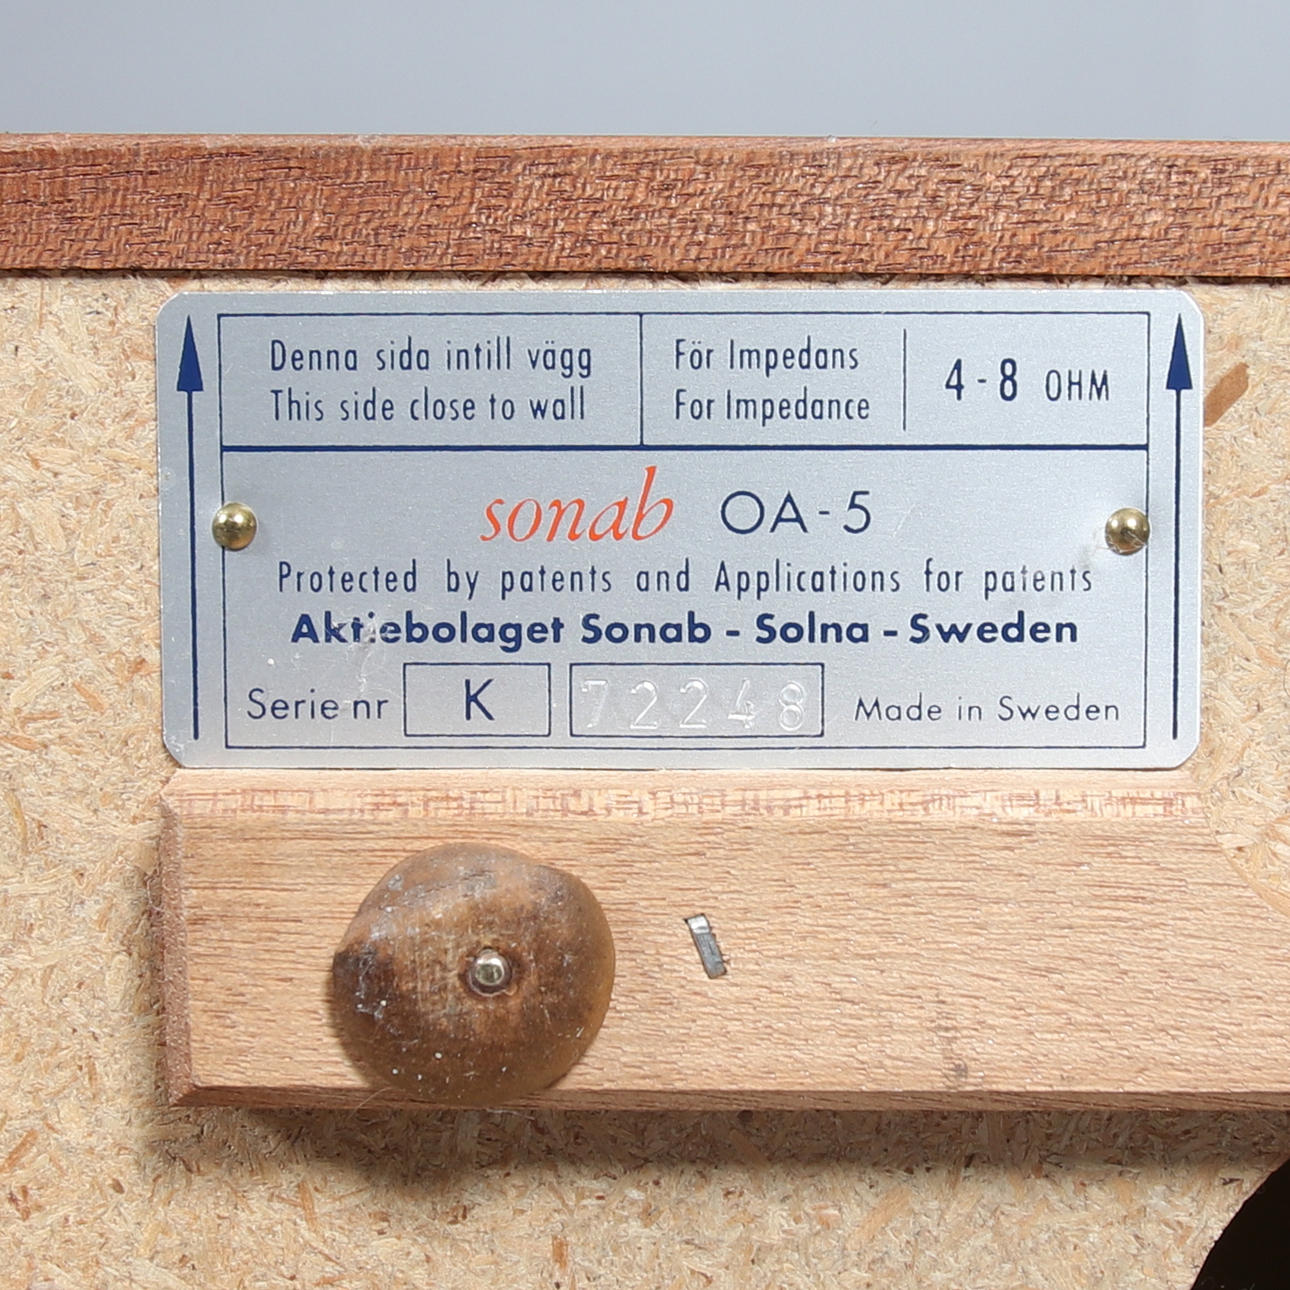 Denna sida intill vägg
This side close to wall
För Impedans
For Impedance
4-8 OHM
sonab OA-5
Protected by patents and Applications for patents
Aktiebolaget Sonab - Solna - Sweden
Serie nr K 72248 Made in Sweden